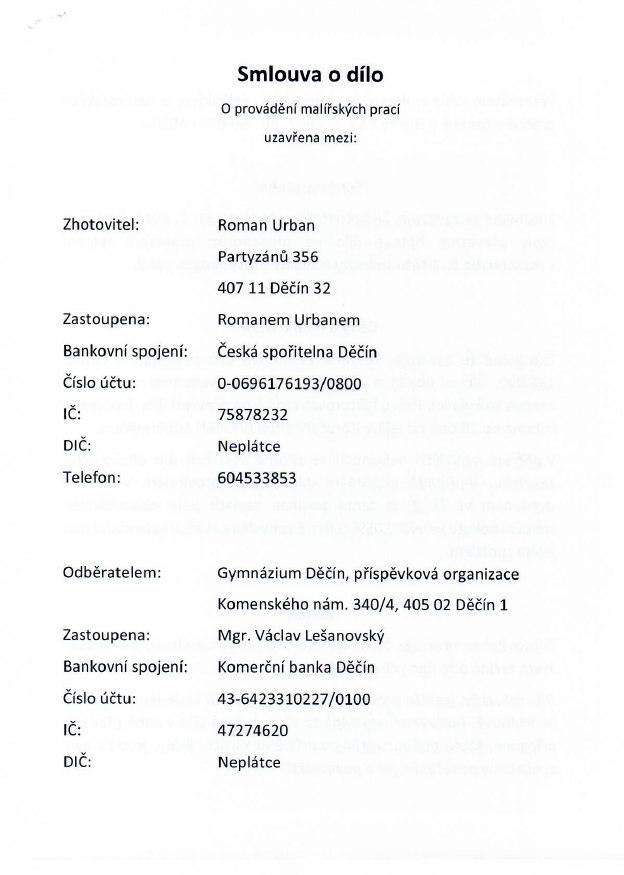 Smlouva o dílo
O provádění malířských prací
uzavřena mezi:
Zhotovitel: Roman Urban
Partyzánů 356
407 11 Děčín 32
Zastoupena: Romanem Urbanem
Bankovní spojení: Česká spořitelna Děčín
Číslo účtu: 0-0696176193/0800
IČ: 75878232
DIČ: Neplátce
Telefon: 604533853
Odběratelem: Gymnázium Děčín, příspěvková organizace
Komenského nám. 340/4, 405 02 Děčín 1
Zastoupena: Mgr. Václav Lešanovský
Bankovní spojení: Komerční banka Děčín
Číslo účtu: 43-6423310227/0100
IČ: 47274620
DIČ: Neplátce